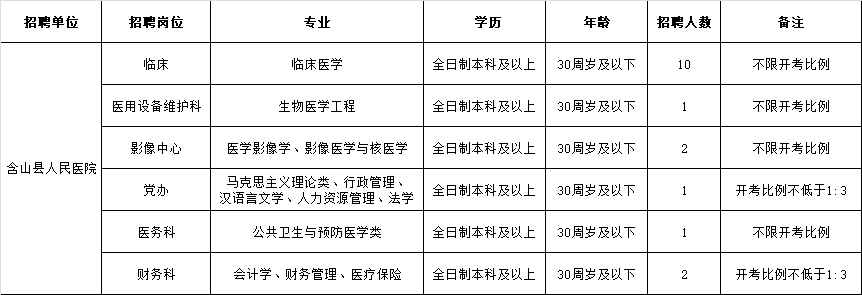 招聘单位 招聘岗位 专业 学历 年龄 招聘人数 备注
含山县人民医院
临床 临床医学 全日制本科及以上 30周岁及以下 10 不限开考比例
医用设备维护科 生物医学工程 全日制本科及以上 30周岁及以下 1 不限开考比例
影像中心 医学影像学、影像医学与核医学 全日制本科及以上 30周岁及以下 2 不限开考比例
党办 马克思主义理论类、行政管理、
汉语言文学、人力资源管理、法学 全日制本科及以上 30周岁及以下 1 开考比例不低于1:3
医务科 公共卫生与预防医学类 全日制本科及以上 30周岁及以下 1 不限开考比例
财务科 会计学、财务管理、医疗保险 全日制本科及以上 30周岁及以下 2 开考比例不低于1:3